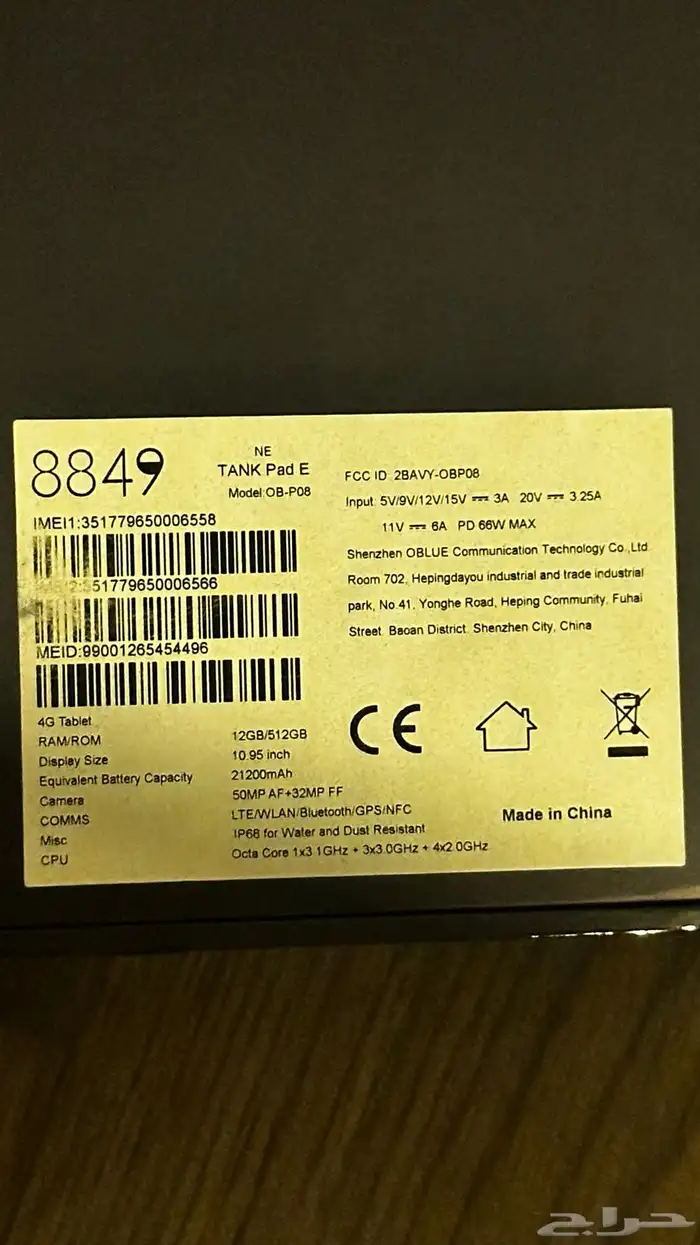 8849
NE
TANK Pad E
Model:OB-P08
IMEI1:351779650006558
2:351779650006566
MEID:99001265454496
4G Tablet
RAM/ROM 12GB/512GB
Display Size 10.95 inch
Equivalent Battery Capacity 21200mAh
Camera 50MP AF+32MP FF
COMMS LTE/WLAN/Bluetooth/GPS/NFC
Misc IP68 for Water and Dust Resistant
CPU Octa Core 1x3.1GHz + 3x3.0GHz + 4x2.0GHz
FCC ID: 2BAVY-OBP08
Input: 5V/9V/12V/15V ⎓ 3A 20V ⎓ 3.25A
11V ⎓ 6A PD 66W MAX
Shenzhen OBLUE Communication Technology Co.,Ltd
Room 702, Hepingdayou industrial and trade industrial
park, No.41, Yonghe Road, Heping Community, Fuhai
Street, Baoan District, Shenzhen City, China
CE
Made in China
حراج